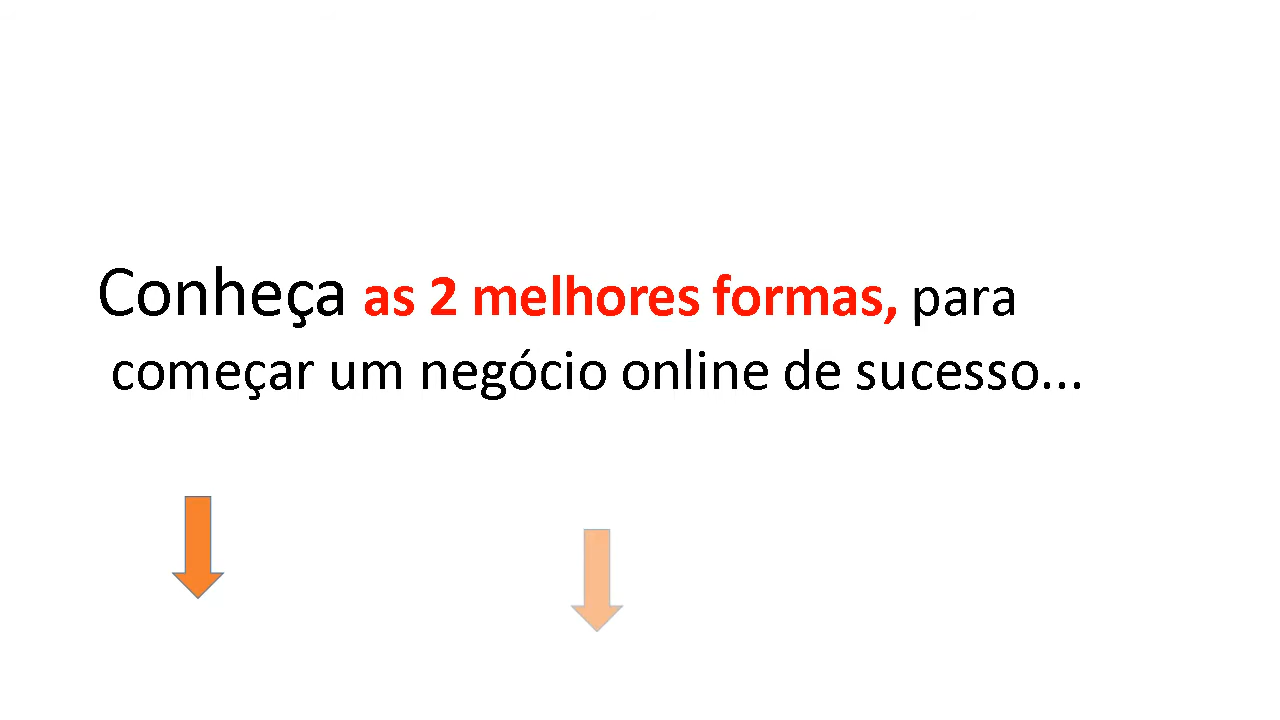 Conheça as 2 melhores formas, para
começar um negócio online de sucesso...